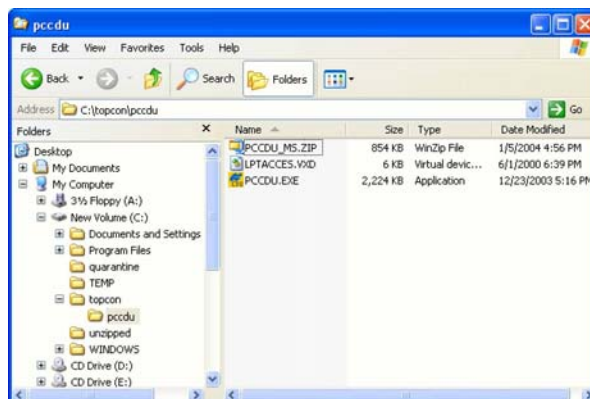 pccdu
File Edit View Favorites Tools Help
Back Search Folders
Address C:\topcon\pccdu Go
Folders X Name Size Type Date Modified
Desktop PCCDU_MS.ZIP 854 KB WinZip File 1/5/2004 4:56 PM
My Documents LPTACCES.VXD 6 KB Virtual devic... 6/1/2000 6:39 PM
My Computer PCCDU.EXE 2,224 KB Application 12/23/2003 5:16 PM
3½ Floppy (A:)
New Volume (C:)
Documents and Settings
Program Files
quarantine
TEMP
topcon
pccdu
unzipped
WINDOWS
CD Drive (D:)
CD Drive (E:)